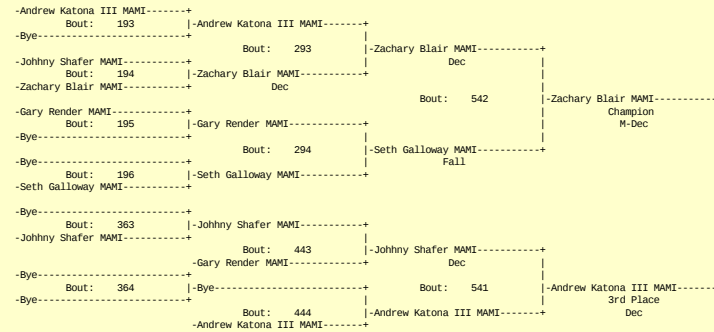 -Andrew Katona III MAMI-------+
Bout: 193 |-Andrew Katona III MAMI-----------+
-Bye--------------------------+ |
Bout: 293 |-Zachary Blair MAMI-----------+
-Johhny Shafer MAMI-----------+ | Dec |
Bout: 194 |-Zachary Blair MAMI-----------+ |
-Zachary Blair MAMI-----------+ Dec |
Bout: 542 |-Zachary Blair MAMI-----------
-Gary Render MAMI-------------+ | Champion
Bout: 195 |-Gary Render MAMI-------------+ | M-Dec
-Bye--------------------------+ | |
Bout: 294 |-Seth Galloway MAMI-----------+
-Bye--------------------------+ | Fall
Bout: 196 |-Seth Galloway MAMI-----------+
-Seth Galloway MAMI-----------+
-Bye--------------------------+
Bout: 363 |-Johhny Shafer MAMI-----------+
-Johhny Shafer MAMI-----------+ |
Bout: 443 |-Johhny Shafer MAMI-----------+
-Gary Render MAMI-------------+ Dec |
-Bye--------------------------+ |
Bout: 364 |-Bye--------------------------+ Bout: 541 |-Andrew Katona III MAMI-------
-Bye--------------------------+ | | 3rd Place
Bout: 444 |-Andrew Katona III MAMI-------+ Dec
-Andrew Katona III MAMI-------+